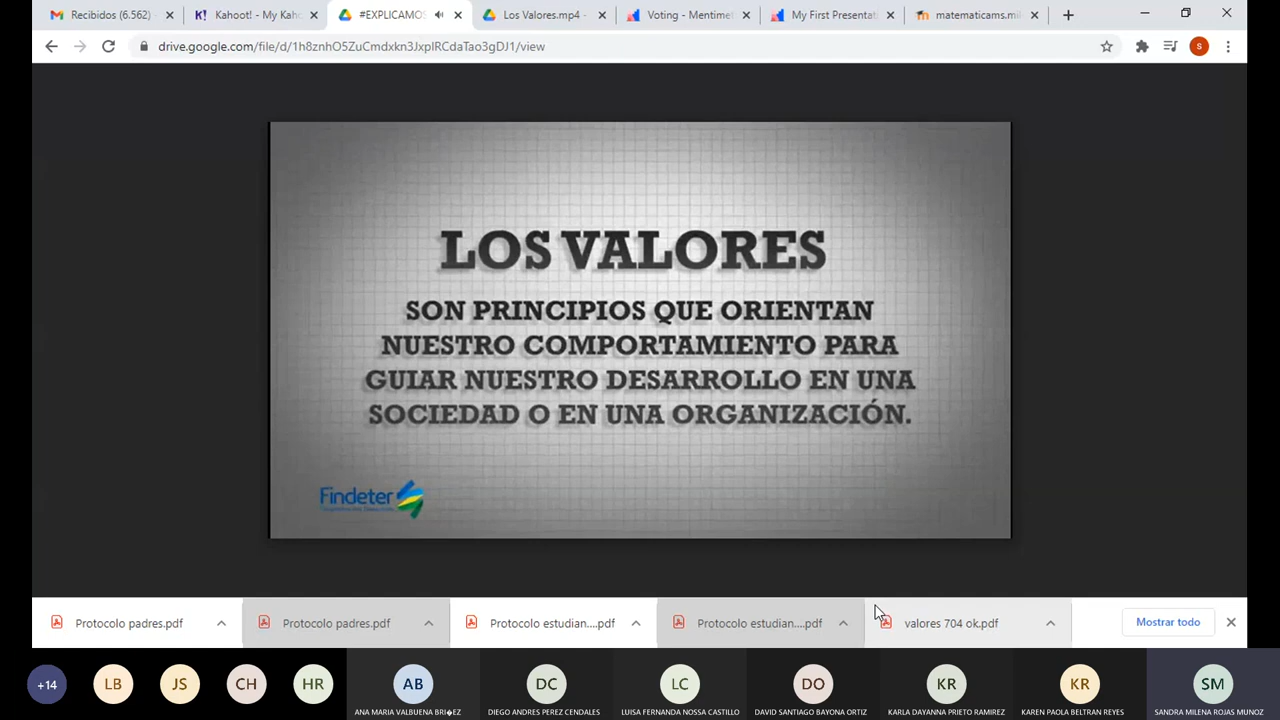 Recibidos (6.562)
Kahoot! - My Kah
#EXPLICAMOS
Los Valores.mp4 -
Voting - Mentimet
My First Presentat
matematicams.mil
drive.google.com/file/d/1h8znhO5ZuCmdxkn3JxpIRCdaTao3gDJ1/view
S
LOS VALORES
SON PRINCIPIOS QUE ORIENTAN
NUESTRO COMPORTAMIENTO PARA
GUIAR NUESTRO DESARROLLO EN UNA
SOCIEDAD O EN UNA ORGANIZACIÓN.
Findeter
Protocolo padres.pdf
Protocolo padres.pdf
Protocolo estudian....pdf
Protocolo estudian....pdf
valores 704 ok.pdf
Mostrar todo
+14
LB
JS
CH
HR
AB
DC
LC
DO
KR
KR
SM
ANA MARIA VALBUENA BRI�EZ
DIEGO ANDRES PEREZ CENDALES
LUISA FERNANDA NOSSA CASTILLO
DAVID SANTIAGO BAYONA ORTIZ
KARLA DAYANNA PRIETO RAMIREZ
KAREN PAOLA BELTRAN REYES
SANDRA MILENA ROJAS MUNOZ